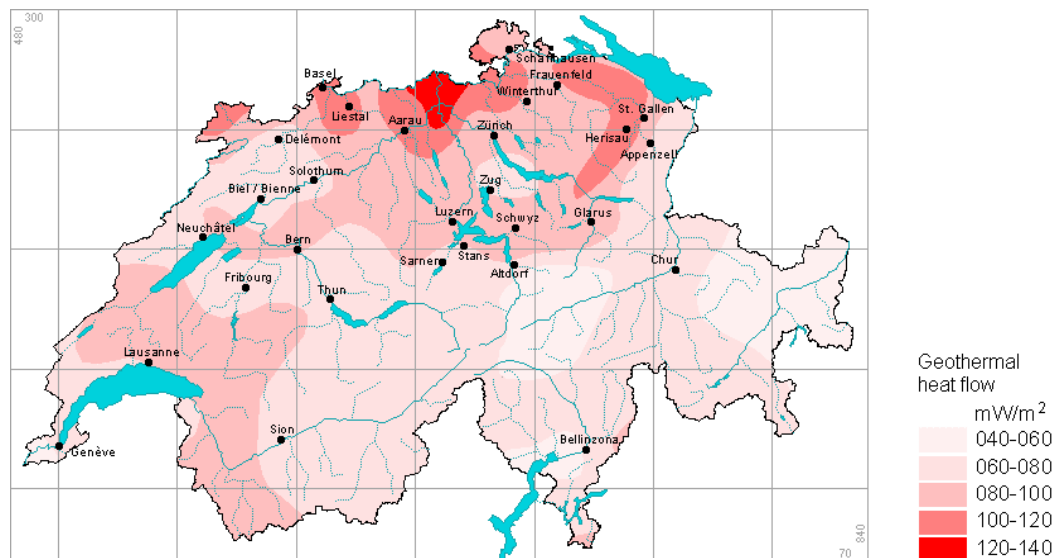 300
480
Schaffhausen
Basel
Frauenfeld
Winterthur
Liestal
St. Gallen
Aarau
Zürich
Herisau
Delémont
Appenzell
Solothurn
Zug
Biel / Bienne
Luzern
Schwyz
Glarus
Neuchâtel
Bern
Stans
Sarnen
Altdorf
Chur
Fribourg
Thun
Lausanne
Sion
Bellinzona
Genève
70
840
Geothermal
heat flow
mW/m²
040-060
060-080
080-100
100-120
120-140